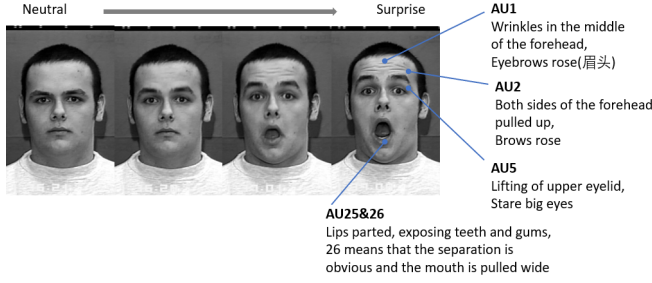 Neutral
Surprise
AU1
Wrinkles in the middle
of the forehead,
Eyebrows rose(眉头)
AU2
Both sides of the forehead
pulled up,
Brows rose
AU5
Lifting of upper eyelid,
Stare big eyes
AU25&26
Lips parted, exposing teeth and gums,
26 means that the separation is
obvious and the mouth is pulled wide